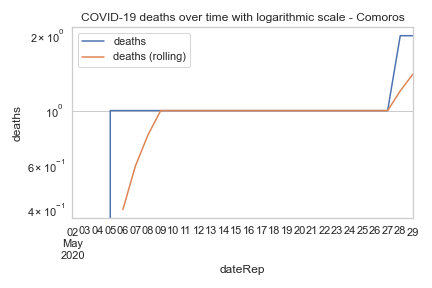 COVID-19 deaths over time with logarithmic scale - Comoros
deaths
deaths (rolling)
2 × 10⁰
10⁰
6 × 10⁻¹
4 × 10⁻¹
deaths
02 03 04 05 06 07 08 09 10 11 12 13 14 15 16 17 18 19 20 21 22 23 24 25 26 27 28 29
May
2020
dateRep